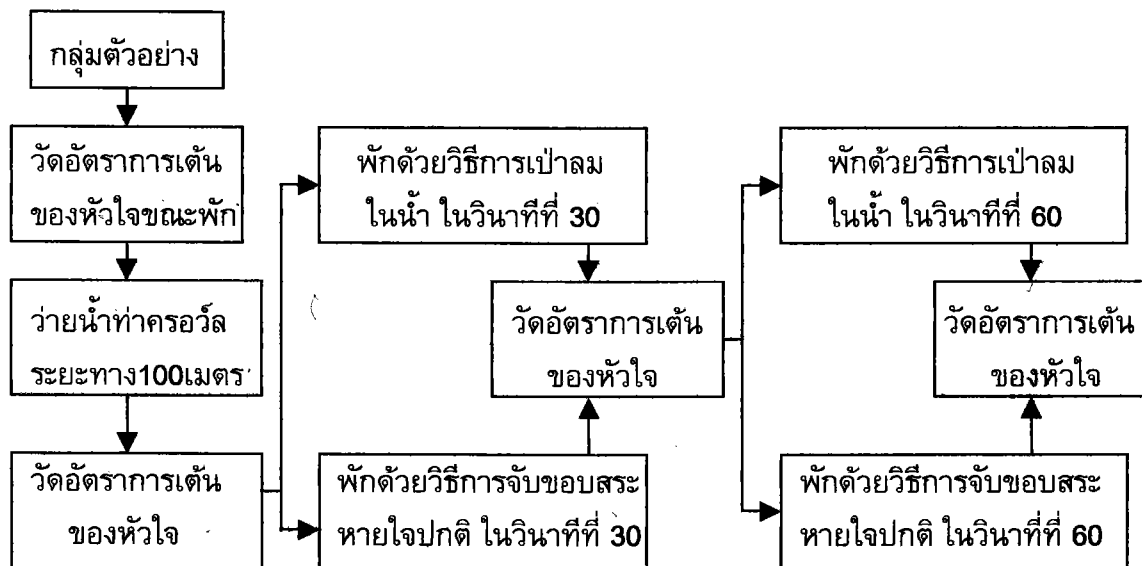 กลุ่มตัวอย่าง
วัดอัตราการเต้น
ของหัวใจขณะพัก
ว่ายน้ำท่าครอว์ล
ระยะทาง100เมตร
วัดอัตราการเต้น
ของหัวใจ
พักด้วยวิธีการเป่าลม
ในน้ำ ในวินาทีที่ 30
วัดอัตราการเต้น
ของหัวใจ
พักด้วยวิธีการจับขอบสระ
หายใจปกติ ในวินาทีที่ 30
พักด้วยวิธีการเป่าลม
ในน้ำ ในวินาทีที่ 60
วัดอัตราการเต้น
ของหัวใจ
พักด้วยวิธีการจับขอบสระ
หายใจปกติ ในวินาทีที่ 60